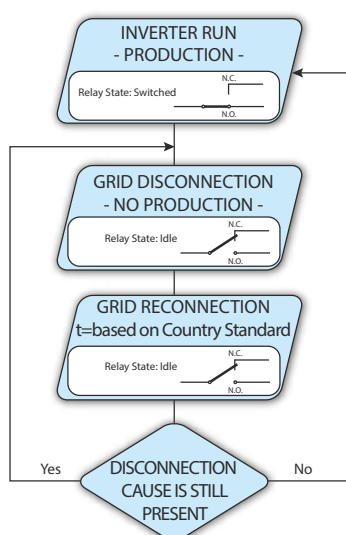 INVERTER RUN
- PRODUCTION -
N.C.
Relay State: Switched
N.O.
GRID DISCONNECTION
- NO PRODUCTION -
N.C.
Relay State: Idle
N.O.
GRID RECONNECTION
t=based on Country Standard
N.C.
Relay State: Idle
N.O.
Yes
DISCONNECTION
CAUSE IS STILL
PRESENT
No